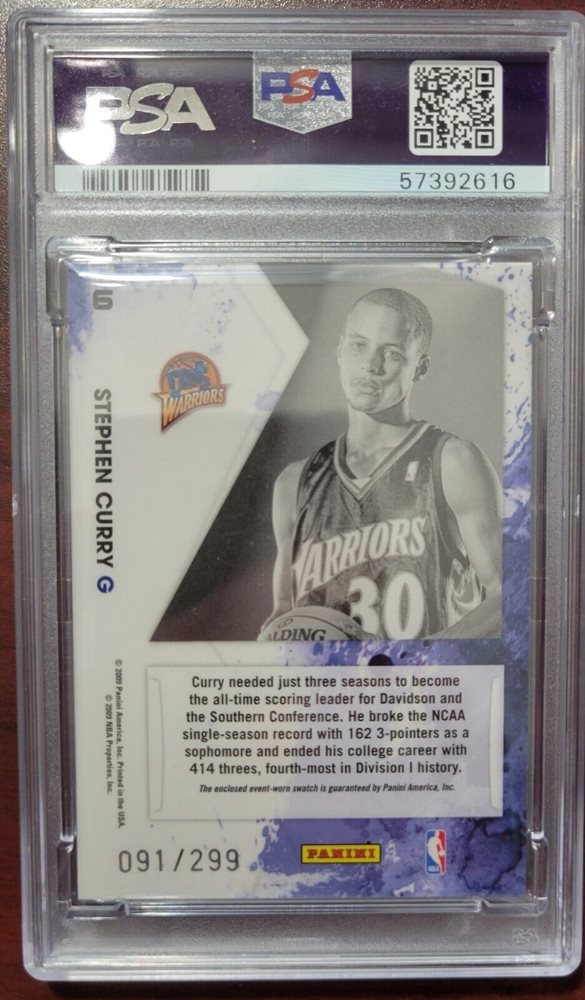 PSA
PSA
57392616
6
WARRIORS
STEPHEN CURRY G
WARRIORS
30
SPALDING
Curry needed just three seasons to become
the all-time scoring leader for Davidson and
the Southern Conference. He broke the NCAA
single-season record with 162 3-pointers as a
sophomore and ended his college career with
414 threes, fourth-most in Division I history.
The enclosed event-worn swatch is guaranteed by Panini America, Inc.
© 2009 Panini America, Inc. Printed in the USA.
© 2009 NBA Properties, Inc.
091/299
PANINI
NBA